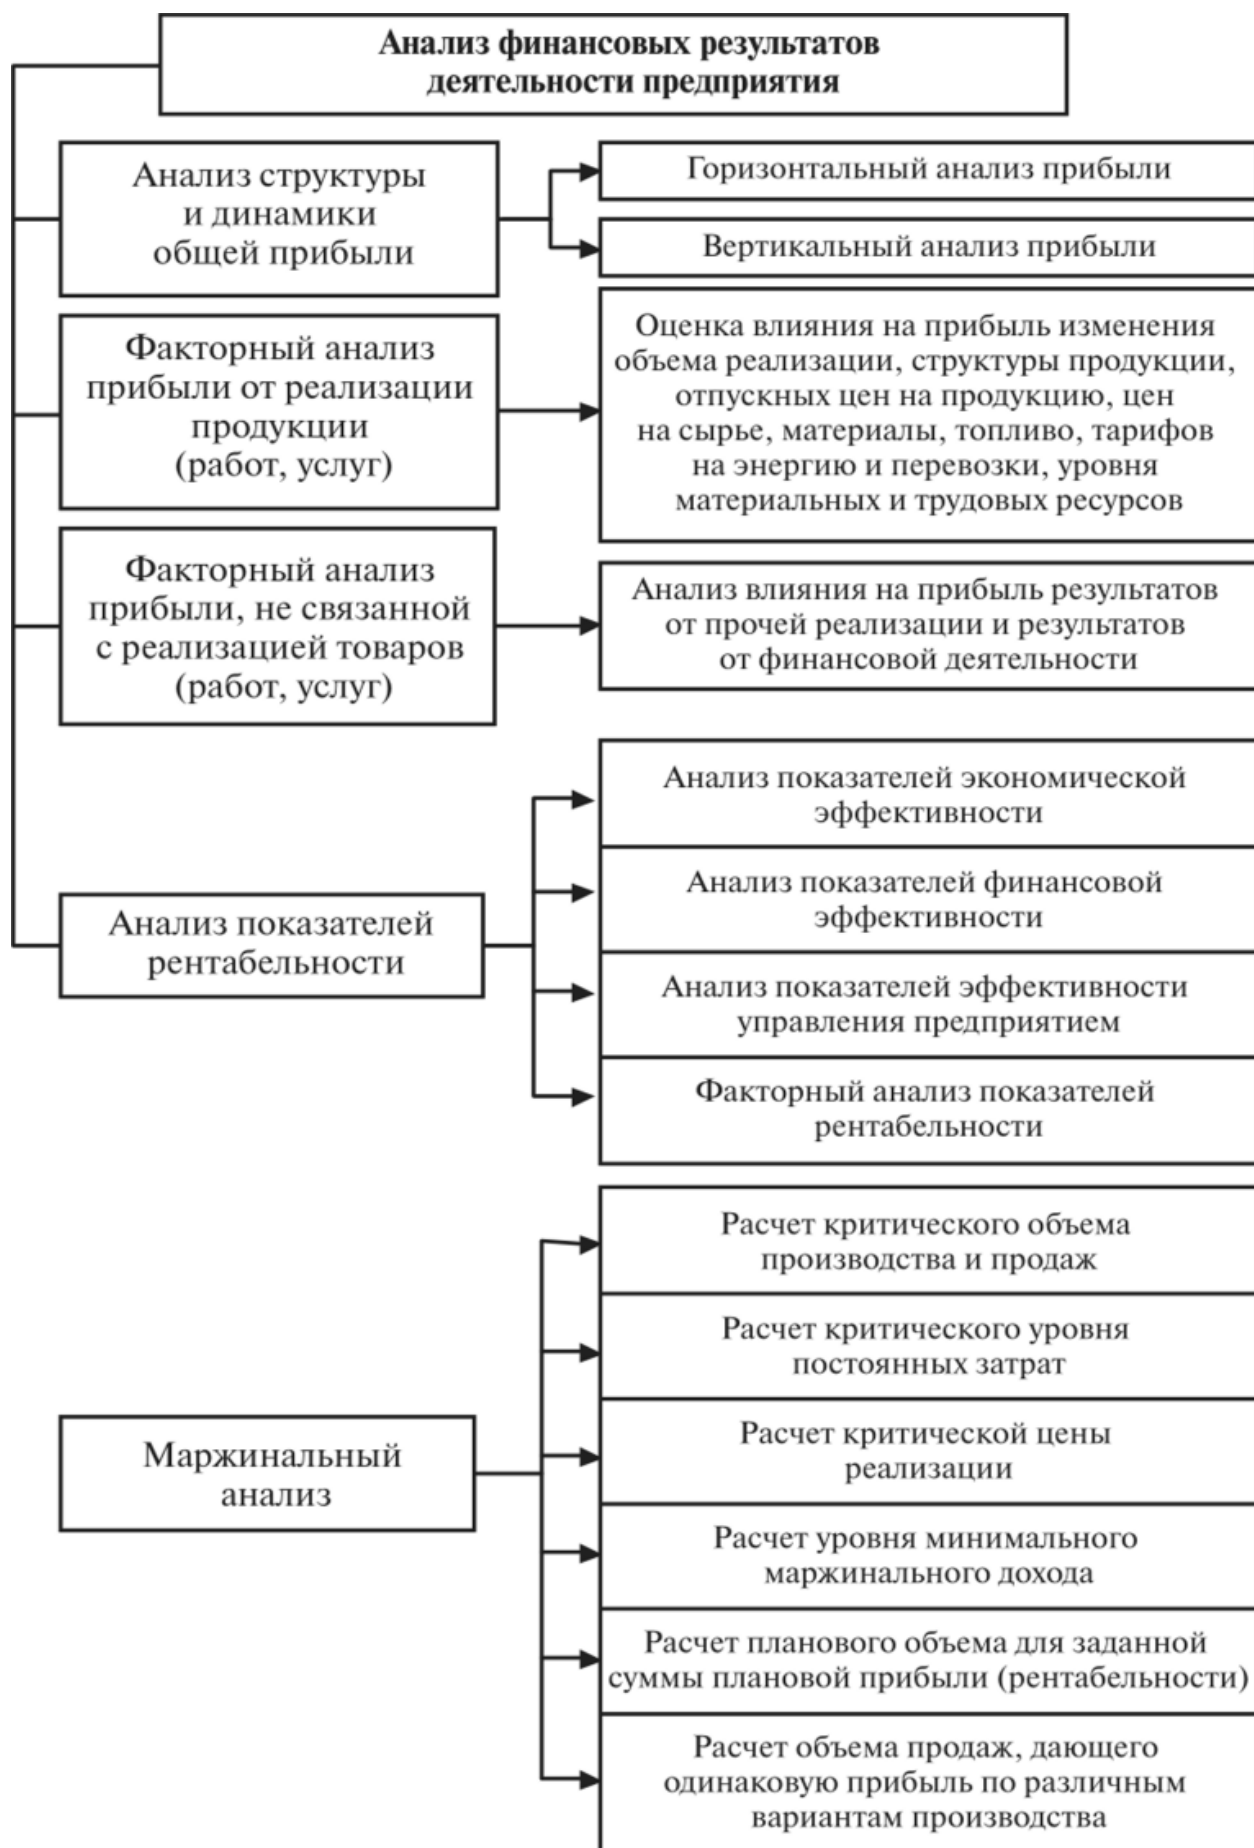 Анализ финансовых результатов
деятельности предприятия
Анализ структуры
и динамики
общей прибыли
Горизонтальный анализ прибыли
Вертикальный анализ прибыли
Факторный анализ
прибыли от реализации
продукции
(работ, услуг)
Оценка влияния на прибыль изменения
объема реализации, структуры продукции,
отпускных цен на продукцию, цен
на сырье, материалы, топливо, тарифов
на энергию и перевозки, уровня
материальных и трудовых ресурсов
Факторный анализ
прибыли, не связанной
с реализацией товаров
(работ, услуг)
Анализ влияния на прибыль результатов
от прочей реализации и результатов
от финансовой деятельности
Анализ показателей
рентабельности
Анализ показателей экономической
эффективности
Анализ показателей финансовой
эффективности
Анализ показателей эффективности
управления предприятием
Факторный анализ показателей
рентабельности
Маржинальный
анализ
Расчет критического объема
производства и продаж
Расчет критического уровня
постоянных затрат
Расчет критической цены
реализации
Расчет уровня минимального
маржинального дохода
Расчет планового объема для заданной
суммы плановой прибыли (рентабельности)
Расчет объема продаж, дающего
одинаковую прибыль по различным
вариантам производства